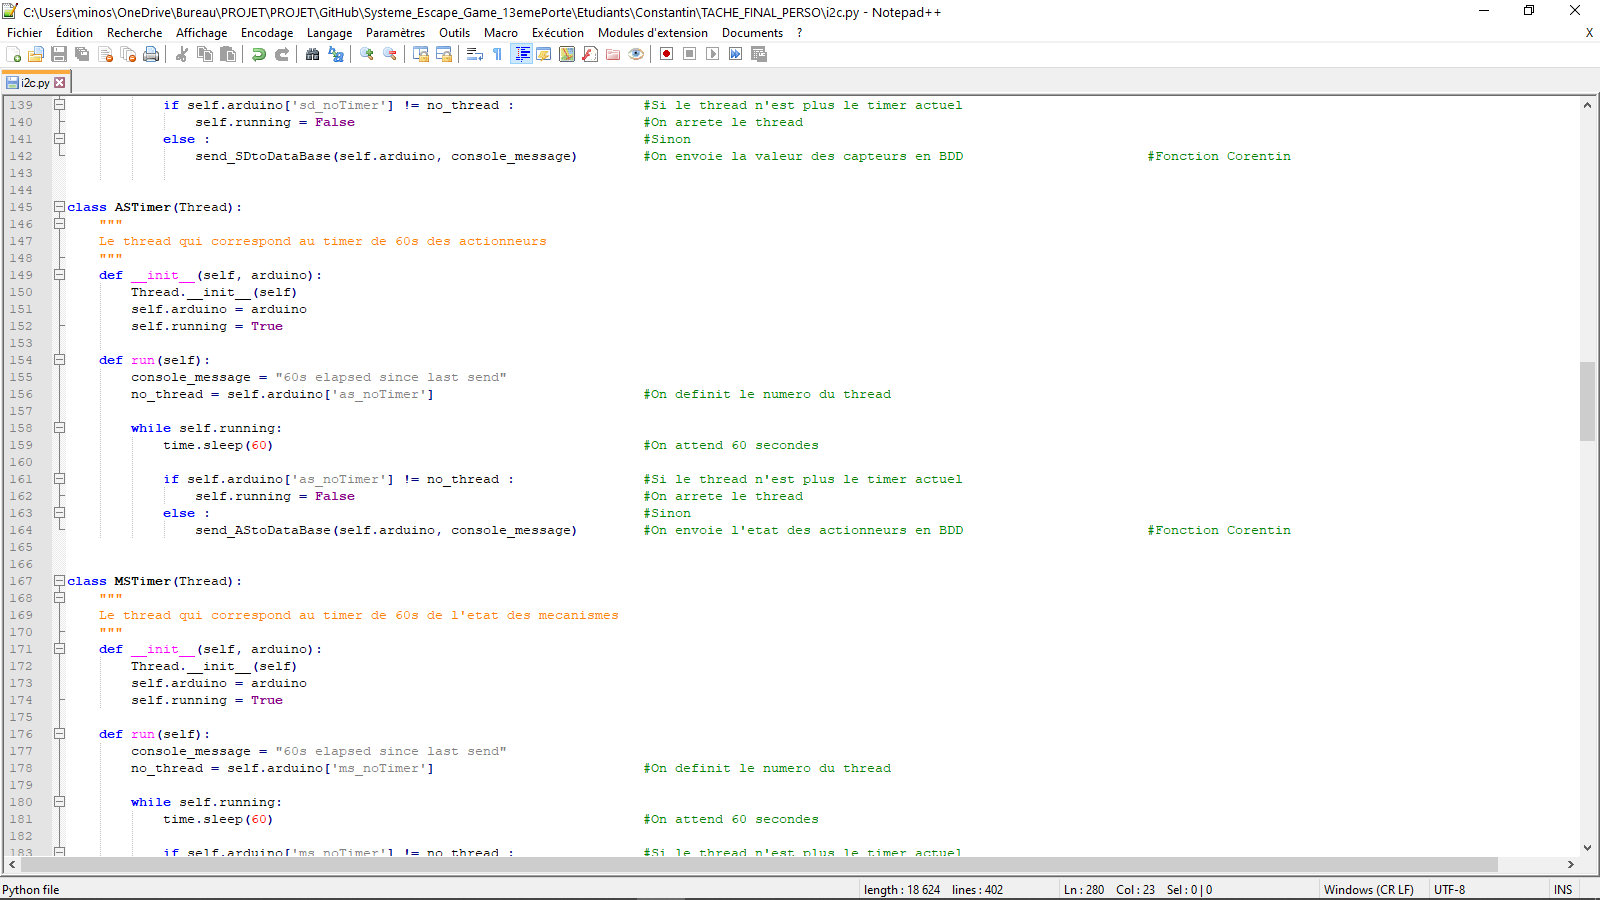 C:\Users\minos\OneDrive\Bureau\PROJET\PROJET\GitHub\Systeme_Escape_Game_13emePorte\Etudiants\Constantin\TACHE_FINAL_PERSO\i2c.py - Notepad++
Fichier Édition Recherche Affichage Encodage Langage Paramètres Outils Macro Exécution Modules d'extension Documents ? X
i2c.py
139 if self.arduino['sd_noTimer'] != no_thread : #Si le thread n'est plus le timer actuel
140 self.running = False #On arrete le thread
141 else : #Sinon
142 send_SDtoDataBase(self.arduino, console_message) #On envoie la valeur des capteurs en BDD #Fonction Corentin
143
144
145 class ASTimer(Thread):
146 """
147 Le thread qui correspond au timer de 60s des actionneurs
148 """
149 def __init__(self, arduino):
150 Thread.__init__(self)
151 self.arduino = arduino
152 self.running = True
153
154 def run(self):
155 console_message = "60s elapsed since last send"
156 no_thread = self.arduino['as_noTimer'] #On definit le numero du thread
157
158 while self.running:
159 time.sleep(60) #On attend 60 secondes
160
161 if self.arduino['as_noTimer'] != no_thread : #Si le thread n'est plus le timer actuel
162 self.running = False #On arrete le thread
163 else : #Sinon
164 send_AStoDataBase(self.arduino, console_message) #On envoie l'etat des actionneurs en BDD #Fonction Corentin
165
166
167 class MSTimer(Thread):
168 """
169 Le thread qui correspond au timer de 60s de l'etat des mecanismes
170 """
171 def __init__(self, arduino):
172 Thread.__init__(self)
173 self.arduino = arduino
174 self.running = True
175
176 def run(self):
177 console_message = "60s elapsed since last send"
178 no_thread = self.arduino['ms_noTimer'] #On definit le numero du thread
179
180 while self.running:
181 time.sleep(60) #On attend 60 secondes
182
183 if self.arduino['ms_noTimer'] != no_thread : #Si le thread n'est plus le timer actuel
Python file length : 18 624 lines : 402 Ln : 280 Col : 23 Sel : 0 | 0 Windows (CR LF) UTF-8 INS